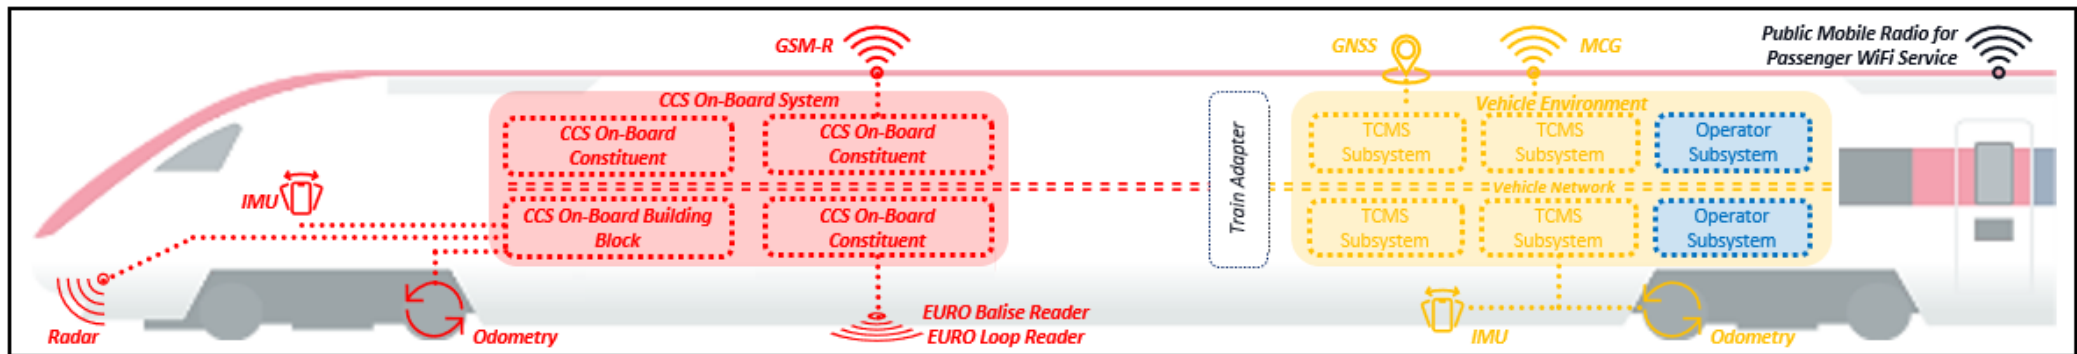 GSM-R
GNSS
MCG
Public Mobile Radio for
Passenger WiFi Service
CCS On-Board System
CCS On-Board
Constituent
CCS On-Board
Constituent
CCS On-Board Building
Block
CCS On-Board
Constituent
IMU
Radar
Odometry
EURO Balise Reader
EURO Loop Reader
Train Adapter
Vehicle Environment
TCMS
Subsystem
TCMS
Subsystem
Operator
Subsystem
Vehicle Network
TCMS
Subsystem
TCMS
Subsystem
Operator
Subsystem
IMU
Odometry